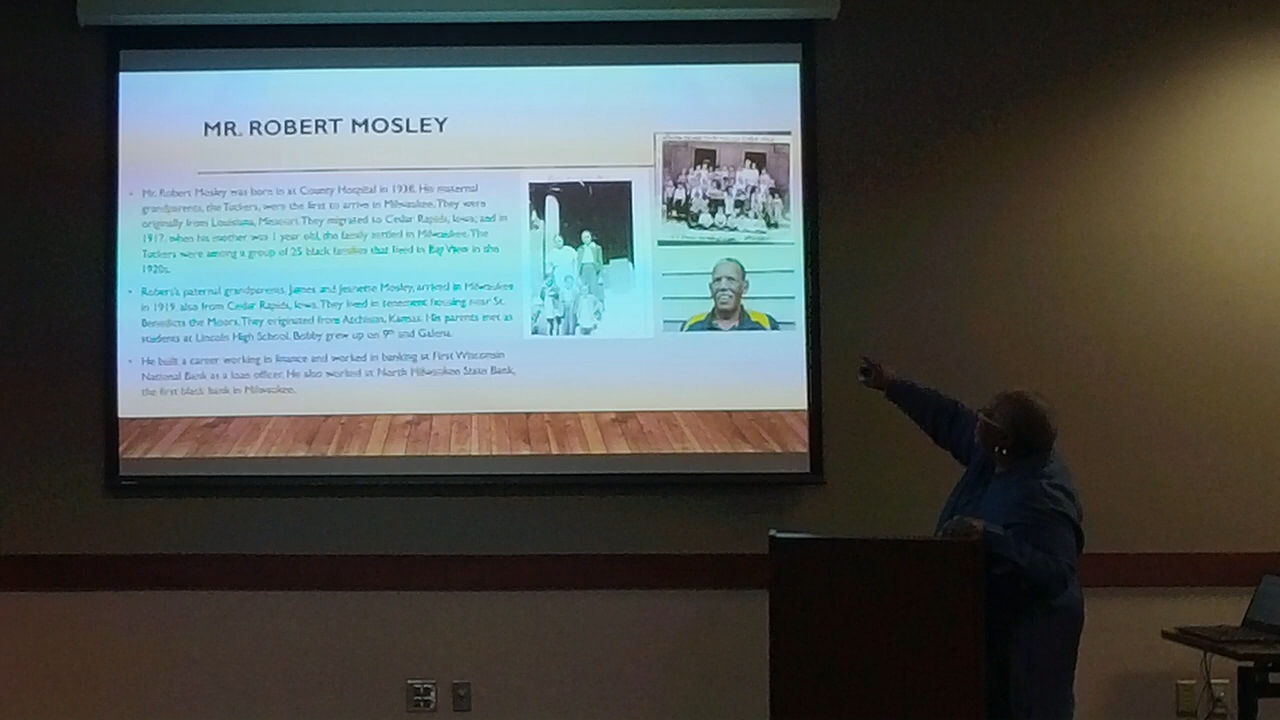 MR. ROBERT MOSLEY
Mr. Robert Mosley was born in at County Hospital in 1938. His maternal
grandparents, the Tuckers, were the first to arrive in Milwaukee. They were
originally from Louisiana, Missouri. They migrated to Cedar Rapids, Iowa; and in
1917, when his mother was 1 year old, the family settled in Milwaukee. The
Tuckers were among a group of 25 black families that lived in Bay View in the
1920s.
Robert's paternal grandparents, James and Jeanette Mosley, arrived in Milwaukee
in 1919, also from Cedar Rapids, Iowa. They lived in tenement housing near St.
Benedicts the Moors. They originated from Atchison, Kansas. His parents met as
students at Lincoln High School. Bobby grew up on 9th and Galena.
He built a career working in finance and worked in banking at First Wisconsin
National Bank as a loan officer. He also worked at North Milwaukee State Bank,
the first black bank in Milwaukee.